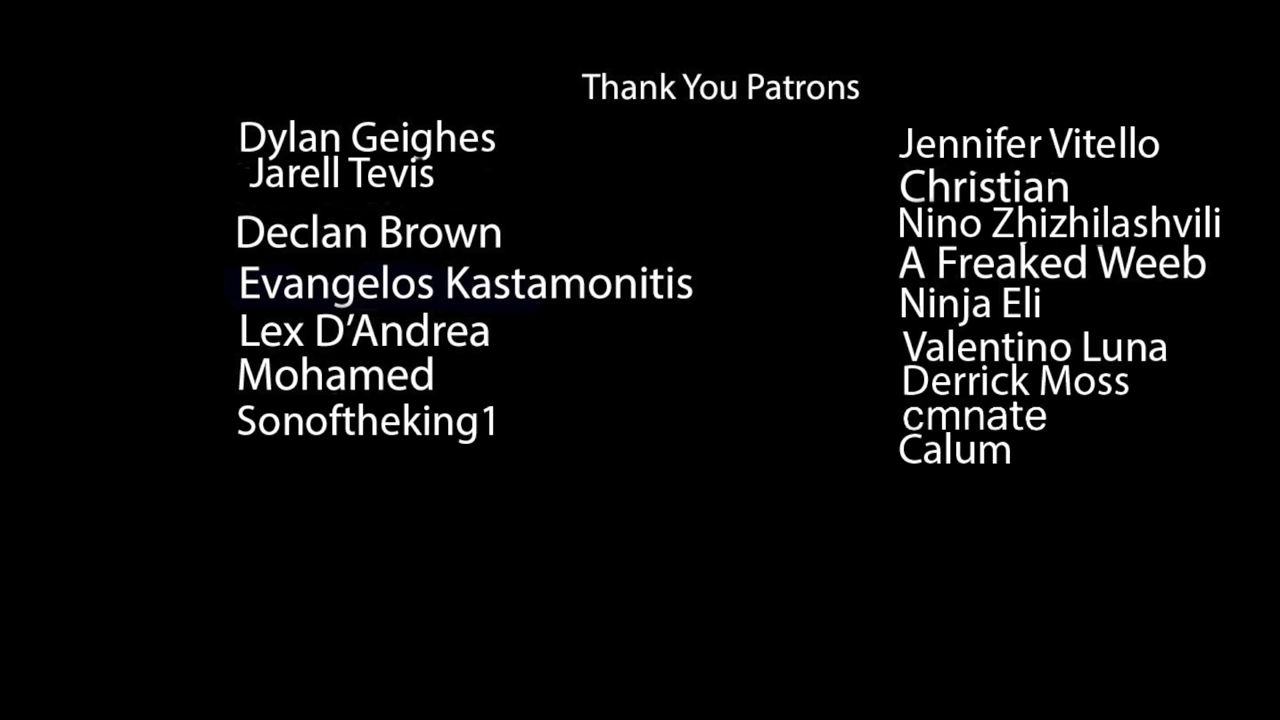 Thank You Patrons
Dylan Geighes
Jarell Tevis
Declan Brown
Evangelos Kastamonitis
Lex D’Andrea
Mohamed
Sonoftheking1
Jennifer Vitello
Christian
Nino Zhizhilashvili
A Freaked Weeb
Ninja Eli
Valentino Luna
Derrick Moss
cmnate
Calum